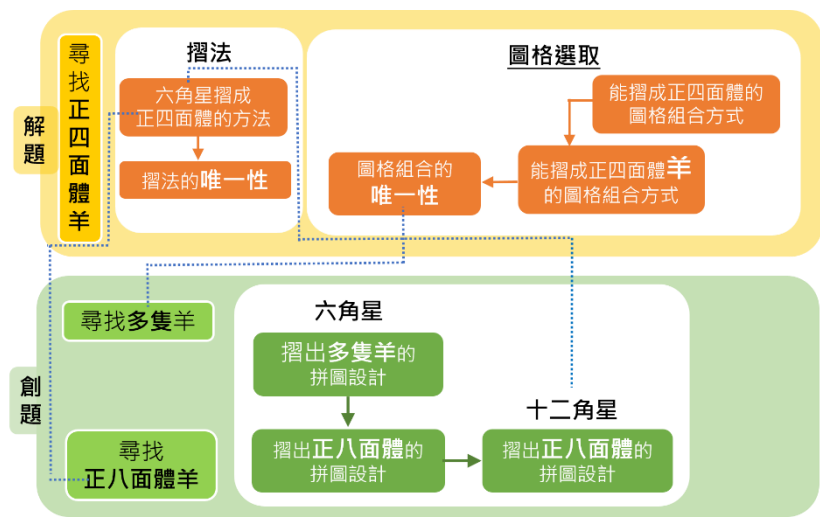 解題
尋找正四面體羊
摺法
六角星摺成
正四面體的方法
摺法的唯一性
圖格選取
能摺成正四面體的
圖格組合方式
能摺成正四面體羊
的圖格組合方式
圖格組合的
唯一性
創題
尋找多隻羊
尋找
正八面體羊
六角星
摺出多隻羊的
拼圖設計
摺出正八面體的
拼圖設計
十二角星
摺出正八面體的
拼圖設計